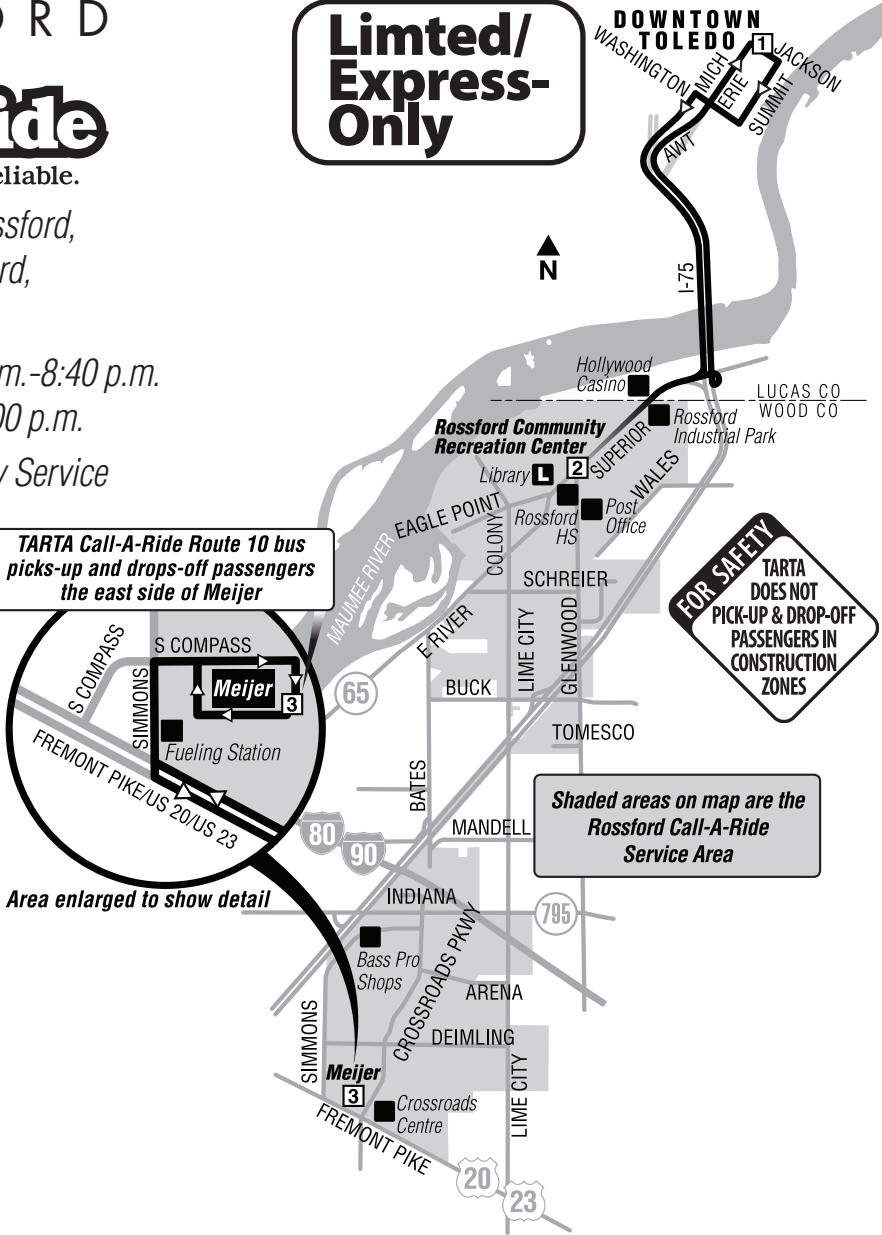 ORD
ide
eliable.
ssford,
rd,
m.-8:40 p.m.
00 p.m.
y Service
Limted/
Express-
Only
DOWNTOWN
TOLEDO
1
WASHINGTON
MICH
ERIE
JACKSON
SUMMIT
AWT
I-75
N
Hollywood
Casino
LUCAS CO
WOOD CO
Rossford
Industrial Park
Rossford Community
Recreation Center
2
SUPERIOR
Library
L
WALES
EAGLE POINT
Rossford
HS
Post
Office
COLONY
MAUMEE RIVER
SCHREIER
E RIVER
LIME CITY
GLENWOOD
65
BUCK
TOMESCO
FOR SAFETY
TARTA
DOES NOT
PICK-UP & DROP-OFF
PASSENGERS IN
CONSTRUCTION
ZONES
TARTA Call-A-Ride Route 10 bus
picks-up and drops-off passengers
the east side of Meijer
S COMPASS
S COMPASS
SIMMONS
Meijer
3
Fueling Station
FREMONT PIKE/US 20/US 23
Area enlarged to show detail
BATES
80
90
MANDELL
Shaded areas on map are the
Rossford Call-A-Ride
Service Area
INDIANA
795
Bass Pro
Shops
CROSSROADS PKWY
ARENA
SIMMONS
DEIMLING
LIME CITY
Meijer
3
Crossroads
Centre
FREMONT PIKE
20
23